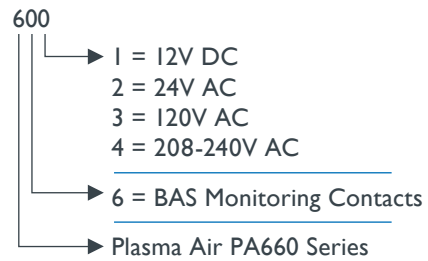 600
1 = 12V DC
2 = 24V AC
3 = 120V AC
4 = 208-240V AC
6 = BAS Monitoring Contacts
Plasma Air PA660 Series